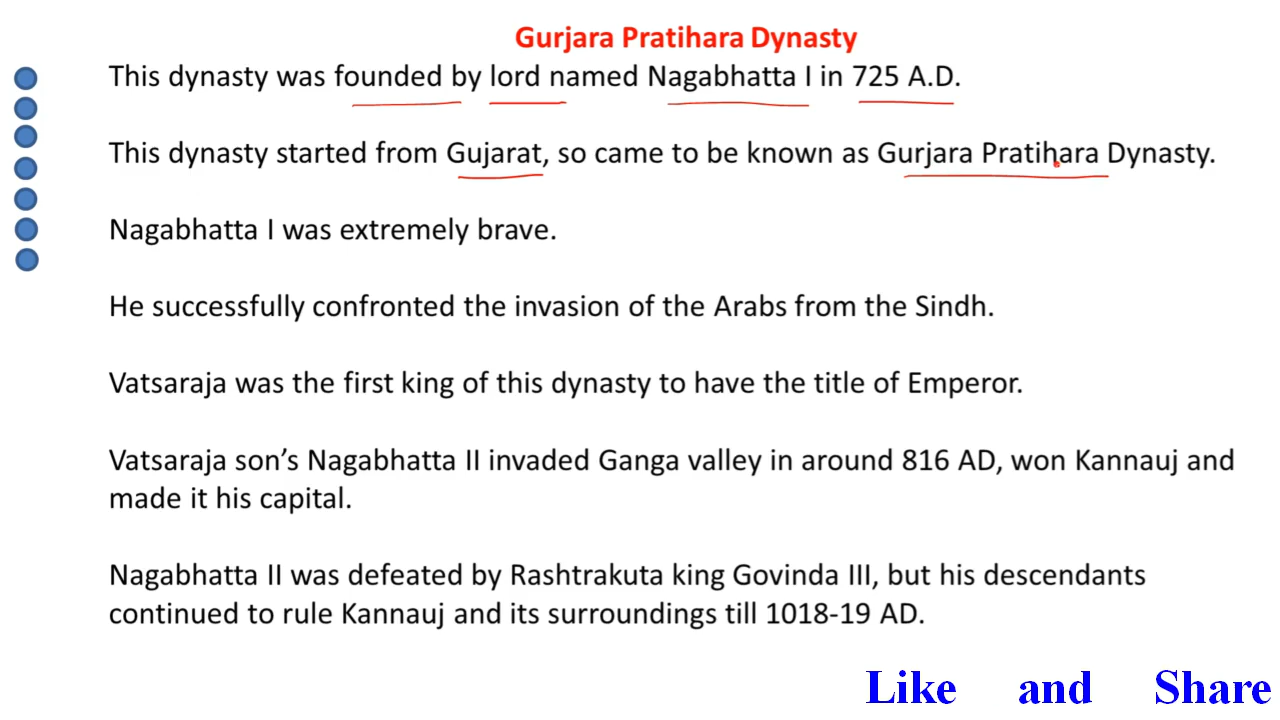 Gurjara Pratihara Dynasty
This dynasty was founded by lord named Nagabhatta I in 725 A.D.
This dynasty started from Gujarat, so came to be known as Gurjara Pratihara Dynasty.
Nagabhatta I was extremely brave.
He successfully confronted the invasion of the Arabs from the Sindh.
Vatsaraja was the first king of this dynasty to have the title of Emperor.
Vatsaraja son’s Nagabhatta II invaded Ganga valley in around 816 AD, won Kannauj and
made it his capital.
Nagabhatta II was defeated by Rashtrakuta king Govinda III, but his descendants
continued to rule Kannauj and its surroundings till 1018-19 AD.
Like and Share